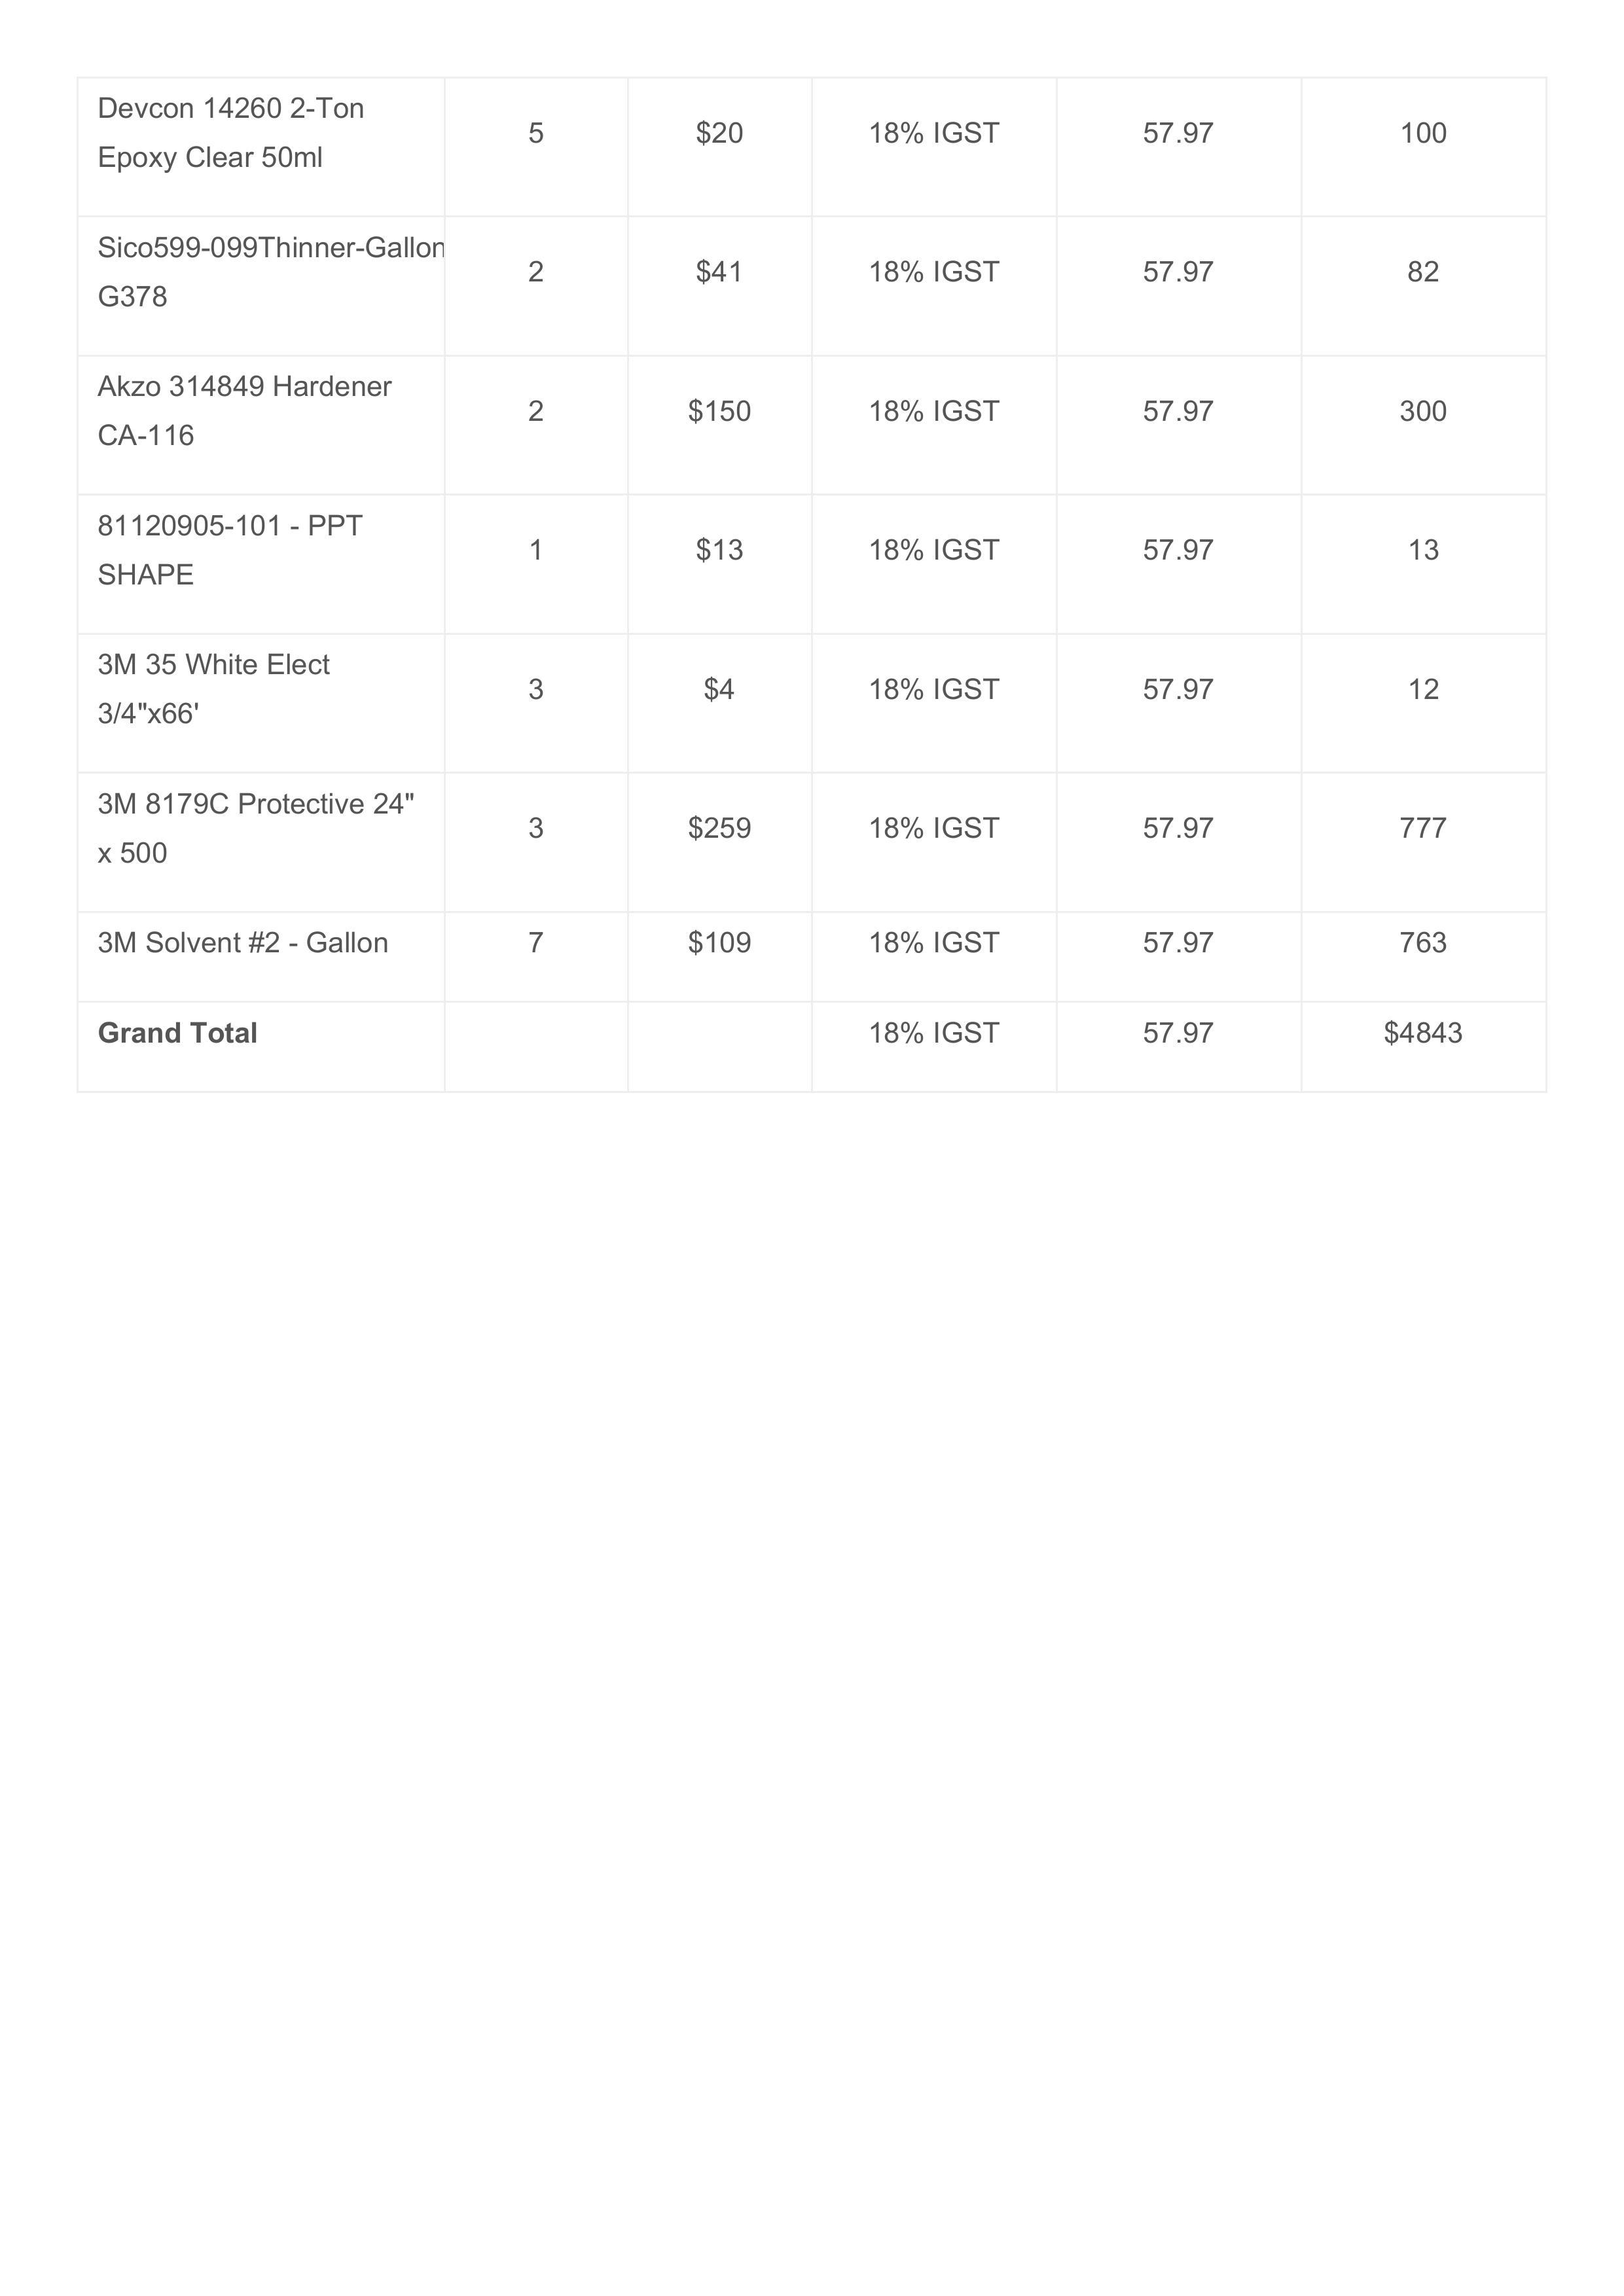 Devcon 14260 2-Ton
Epoxy Clear 50ml
5 $20 18% IGST 57.97 100
Sico599-099Thinner-Gallon
G378
2 $41 18% IGST 57.97 82
Akzo 314849 Hardener
CA-116
2 $150 18% IGST 57.97 300
81120905-101 - PPT
SHAPE
1 $13 18% IGST 57.97 13
3M 35 White Elect
3/4"x66'
3 $4 18% IGST 57.97 12
3M 8179C Protective 24"
x 500
3 $259 18% IGST 57.97 777
3M Solvent #2 - Gallon 7 $109 18% IGST 57.97 763
Grand Total 18% IGST 57.97 $4843